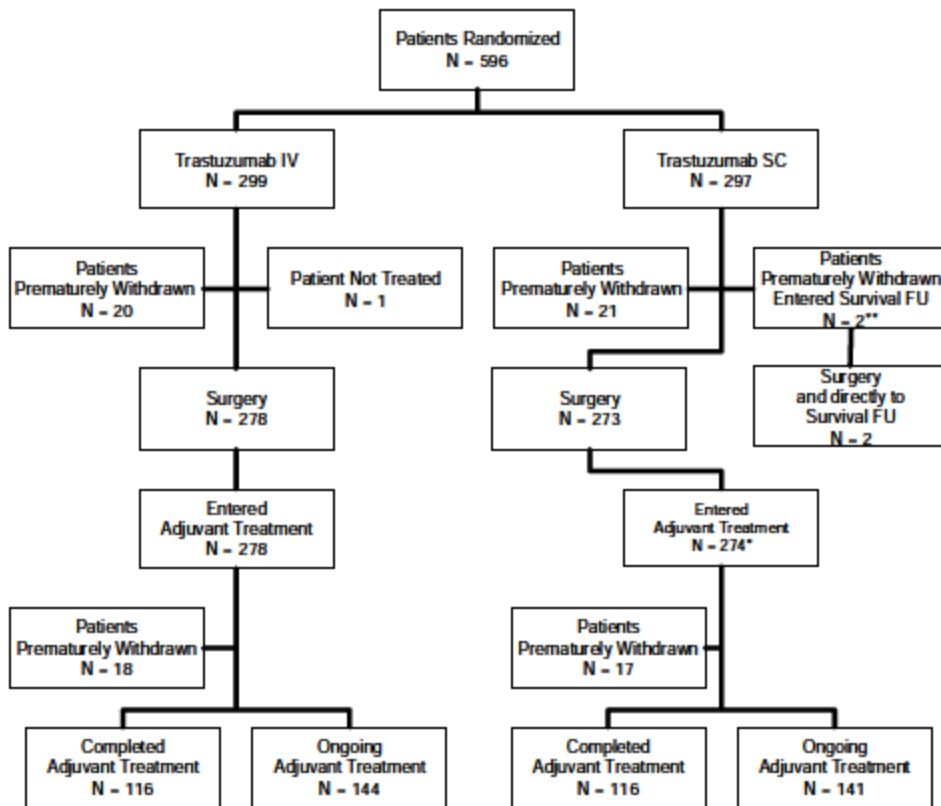 Patients Randomized
N – 596
Trastuzumab IV
N – 299
Trastuzumab SC
N – 297
Patients
Prematurely Withdrawn
N – 20
Patient Not Treated
N – 1
Patients
Prematurely Withdrawn
N – 21
Patients
Prematurely Withdrawn
Entered Survival FU
N – 2**
Surgery
N – 278
Surgery
N – 273
Surgery
and directly to
Survival FU
N – 2
Entered
Adjuvant Treatment
N – 278
Entered
Adjuvant Treatment
N – 274*
Patients
Prematurely Withdrawn
N – 18
Patients
Prematurely Withdrawn
N – 17
Completed
Adjuvant Treatment
N – 116
Ongoing
Adjuvant Treatment
N – 144
Completed
Adjuvant Treatment
N – 116
Ongoing
Adjuvant Treatment
N – 141